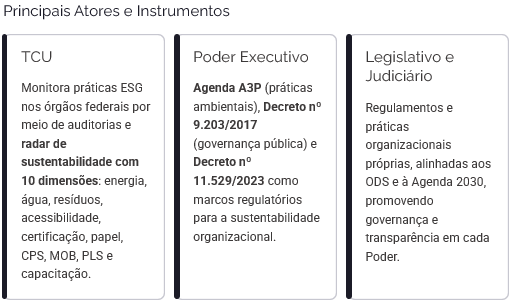 Principais Atores e Instrumentos
TCU
Monitora práticas ESG
nos órgãos federais por
meio de auditorias e
radar de
sustentabilidade com
10 dimensões: energia,
água, resíduos,
acessibilidade,
certificação, papel,
CPS, MOB, PLS e
capacitação.
Poder Executivo
Agenda A3P (práticas
ambientais), Decreto nº
9.203/2017
(governança pública) e
Decreto nº
11.529/2023 como
marcos regulatórios
para a sustentabilidade
organizacional.
Legislativo e
Judiciário
Regulamentos e
práticas
organizacionais
próprias, alinhadas aos
ODS e à Agenda 2030,
promovendo
governança e
transparência em cada
Poder.